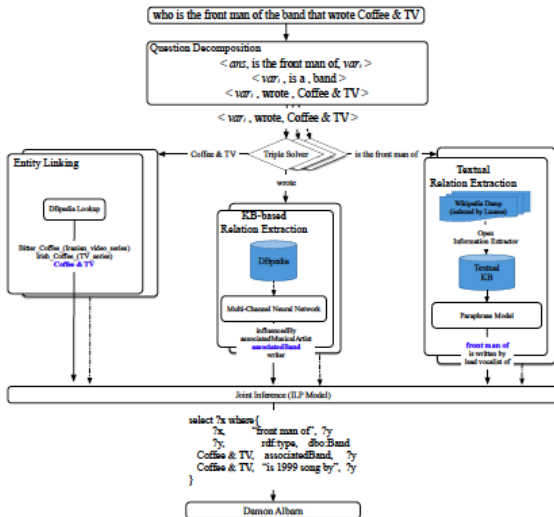 who is the front man of the band that wrote Coffee & TV
Question Decomposition
< ans, is the front man of, var₁ >
< var₁ , is a , band >
< var₁ , wrote , Coffee & TV >
< var₁ , wrote, Coffee & TV >
Coffee & TV
Triple Solver
is the front man of
wrote
Entity Linking
DBpedia Lookup
Bitter_Coffee_(Iranian_video_series)
Irish_Coffee_(TV_series)
Coffee & TV
KB-based
Relation Extraction
DBpedia
Multi-Channel Neural Network
influencedBy
associatedMusicalArtist
associatedBand
writer
Textual
Relation Extraction
Wikipedia Dump
(indexed by Lucene)
Open
Information Extractor
Textual
KB
Paraphrase Model
front man of
is written by
lead vocalist of
Joint Inference (ILP Model)
select ?x where{
?x, "front man of", ?y
?y, rdf:type, dbo:Band
Coffee & TV, associatedBand, ?y
Coffee & TV, "is 1999 song by", ?y
}
Damon Albarn